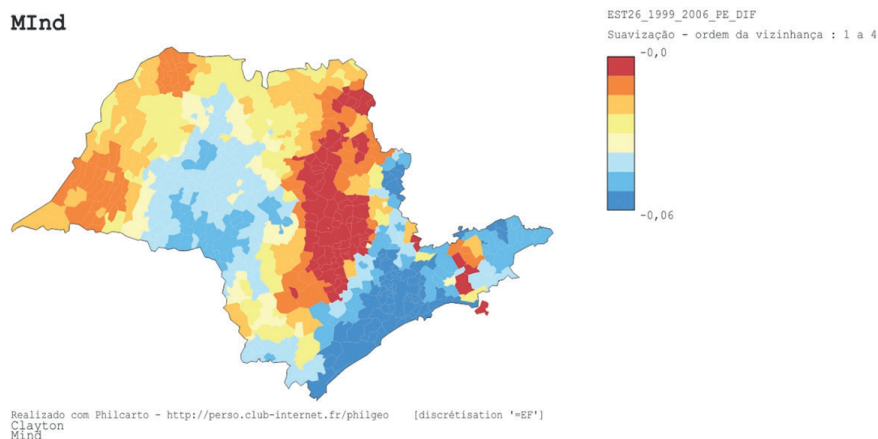 MInd
EST26_1999_2006_PE_DIF
Suavização - ordem da vizinhança : 1 a 4
-0,0
-0,06
Realizado com Philcarto - http://perso.club-internet.fr/philgeo [discrétisation '=EF']
Clayton
Mind